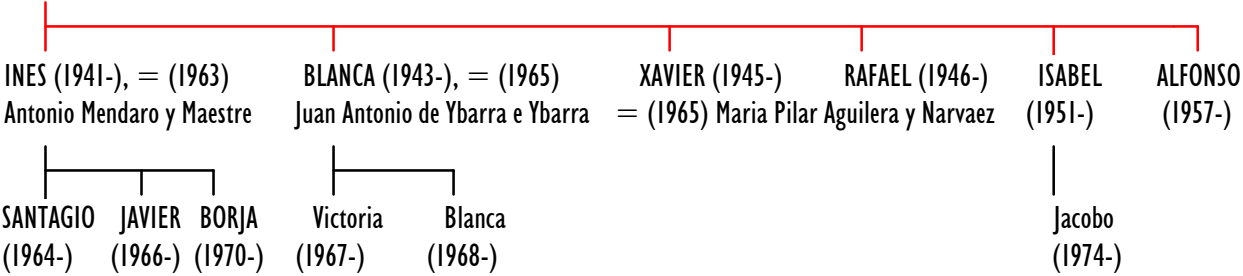 INES (1941-), = (1963) BLANCA (1943-), = (1965) XAVIER (1945-) RAFAEL (1946-) ISABEL ALFONSO
Antonio Mendaro y Maestre Juan Antonio de Ybarra e Ybarra = (1965) Maria Pilar Aguilera y Narvaez (1951-) (1957-)
SANTAGIO JAVIER BORJA Victoria Blanca Jacobo
(1964-) (1966-) (1970-) (1967-) (1968-) (1974-)